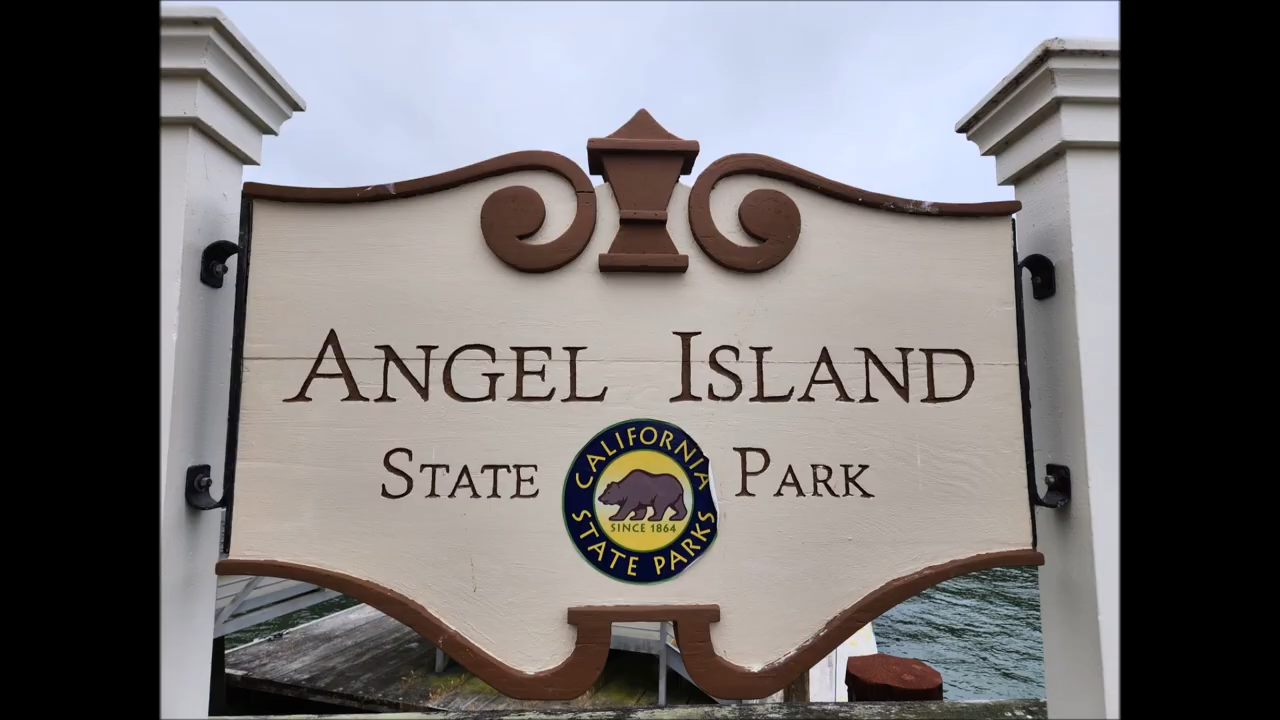 ANGEL ISLAND
STATE PARK
CALIFORNIA
SINCE 1864
STATE PARKS